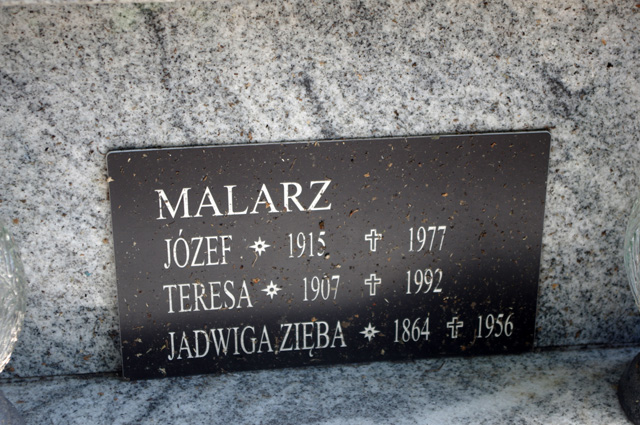 MALARZ
JÓZEF ✴ 1915 ✝ 1977
TERESA ✴ 1907 ✝ 1992
JADWIGA ZIĘBA ✴ 1864 ✝ 1956